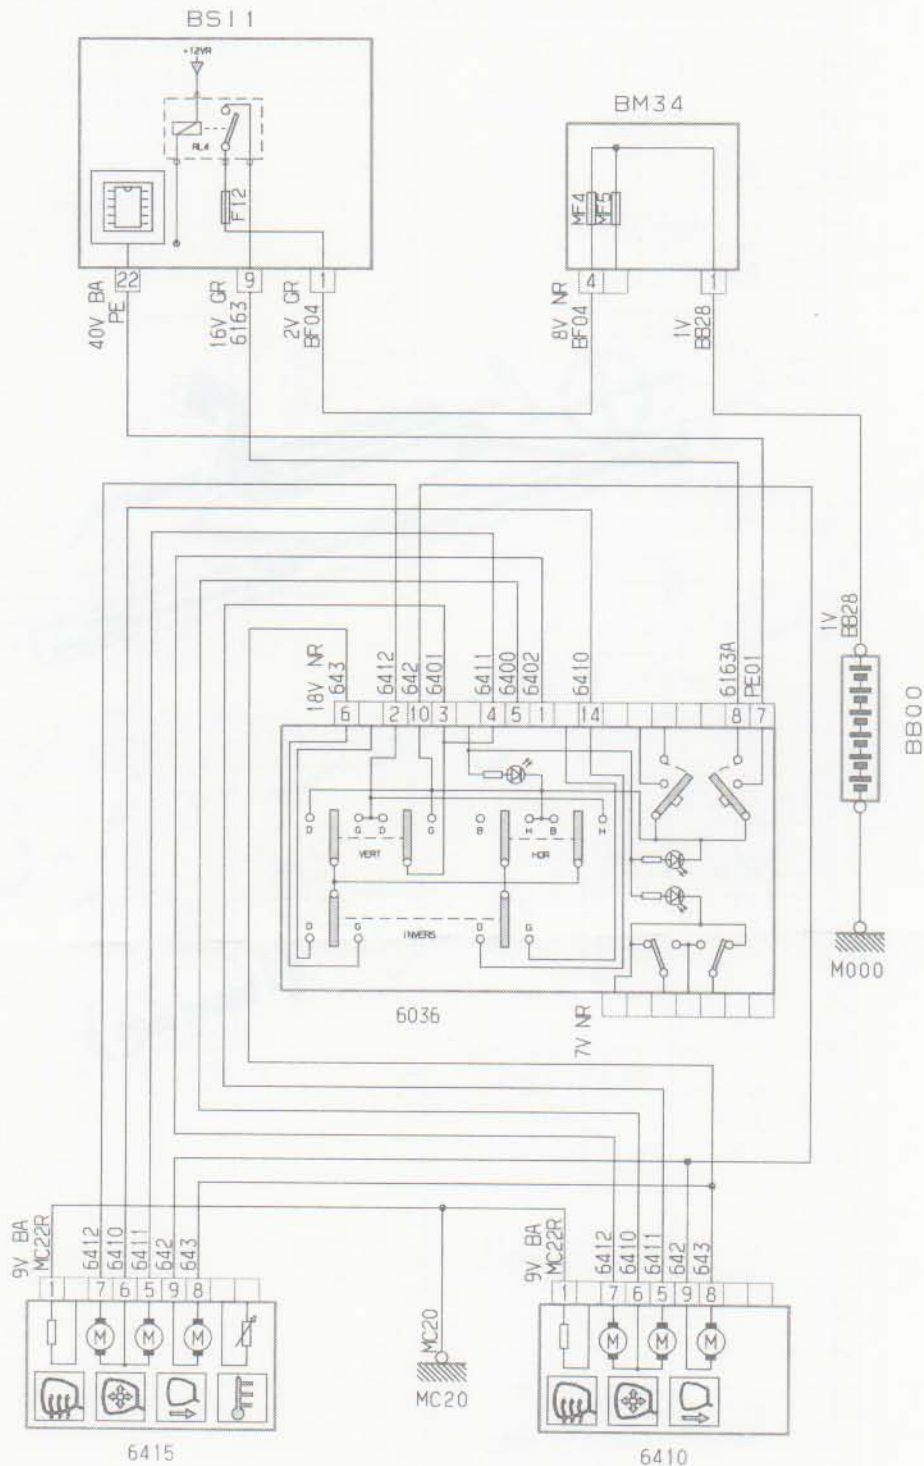 BSI1
+12VR
RL4
F12
22
9
1
40V BA
PE
16V GR
6163
2V GR
BF04
BM34
MF4
MF5
4
1
8V NR
BF04
1V
BB28
1V
BB28
BB00
M000
18V NR
643
6412
642
6401
6411
6400
6402
6410
6163A
PE01
6
2
10
3
4
5
1
14
8
7
D
G
D
G
B
H
B
H
VERT
HOR
D
G
INVERS
D
G
6036
7V NR
9V BA
MC22R
6412
6410
6411
642
643
1
7
6
5
9
8
M
M
M
6415
MC20
MC20
9V BA
MC22R
6412
6410
6411
642
643
1
7
6
5
9
8
M
M
M
6410